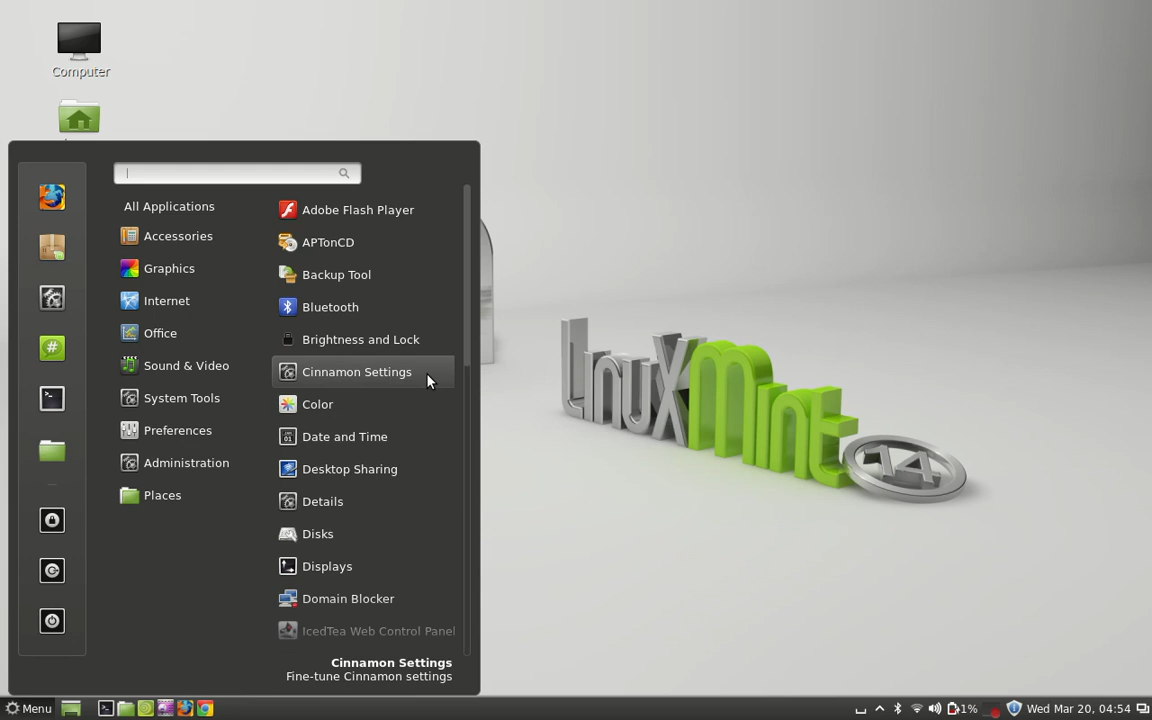 Computer
All Applications
Accessories
Graphics
Internet
Office
Sound & Video
System Tools
Preferences
Administration
Places
Adobe Flash Player
APTonCD
Backup Tool
Bluetooth
Brightness and Lock
Cinnamon Settings
Color
Date and Time
Desktop Sharing
Details
Disks
Displays
Domain Blocker
IcedTea Web Control Panel
Cinnamon Settings
Fine-tune Cinnamon settings
LinuxMint
14
Menu
1%
Wed Mar 20, 04:54